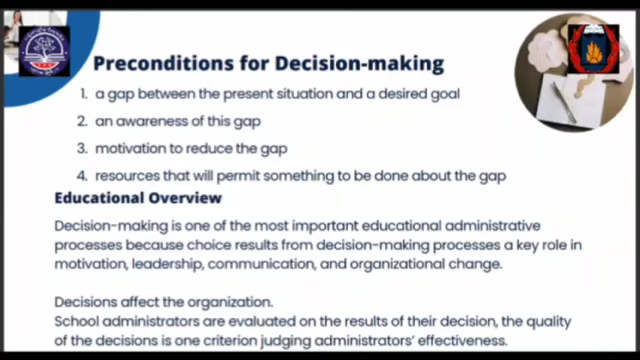 Preconditions for Decision-making
1. a gap between the present situation and a desired goal
2. an awareness of this gap
3. motivation to reduce the gap
4. resources that will permit something to be done about the gap
Educational Overview
Decision-making is one of the most important educational administrative
processes because choice results from decision-making processes a key role in
motivation, leadership, communication, and organizational change.
Decisions affect the organization.
School administrators are evaluated on the results of their decision, the quality
of the decisions is one criterion judging administrators' effectiveness.